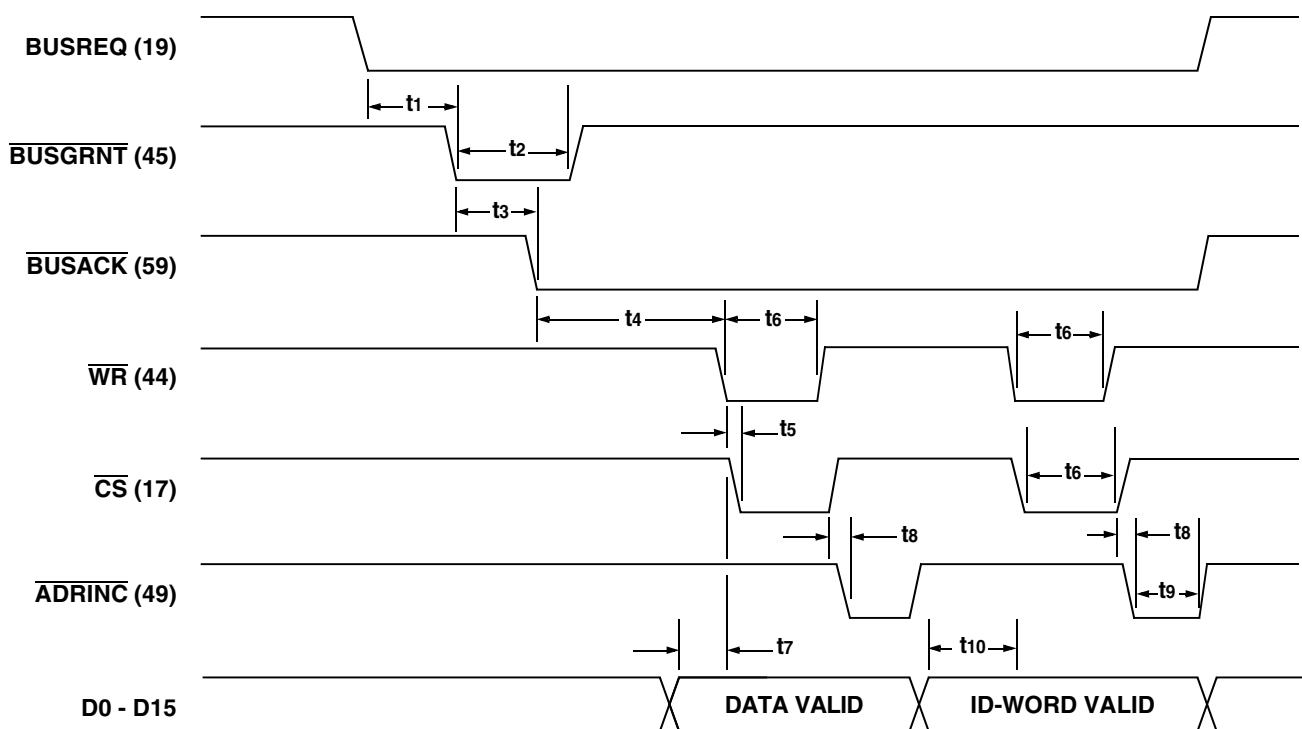 BUSREQ (19)
t1
BUSGRNT (45)
t2
t3
BUSACK (59)
t4
t6
t6
WR (44)
t5
CS (17)
t6
t8
t8
ADRINC (49)
t9
t7
t10
D0 - D15
DATA VALID
ID-WORD VALID